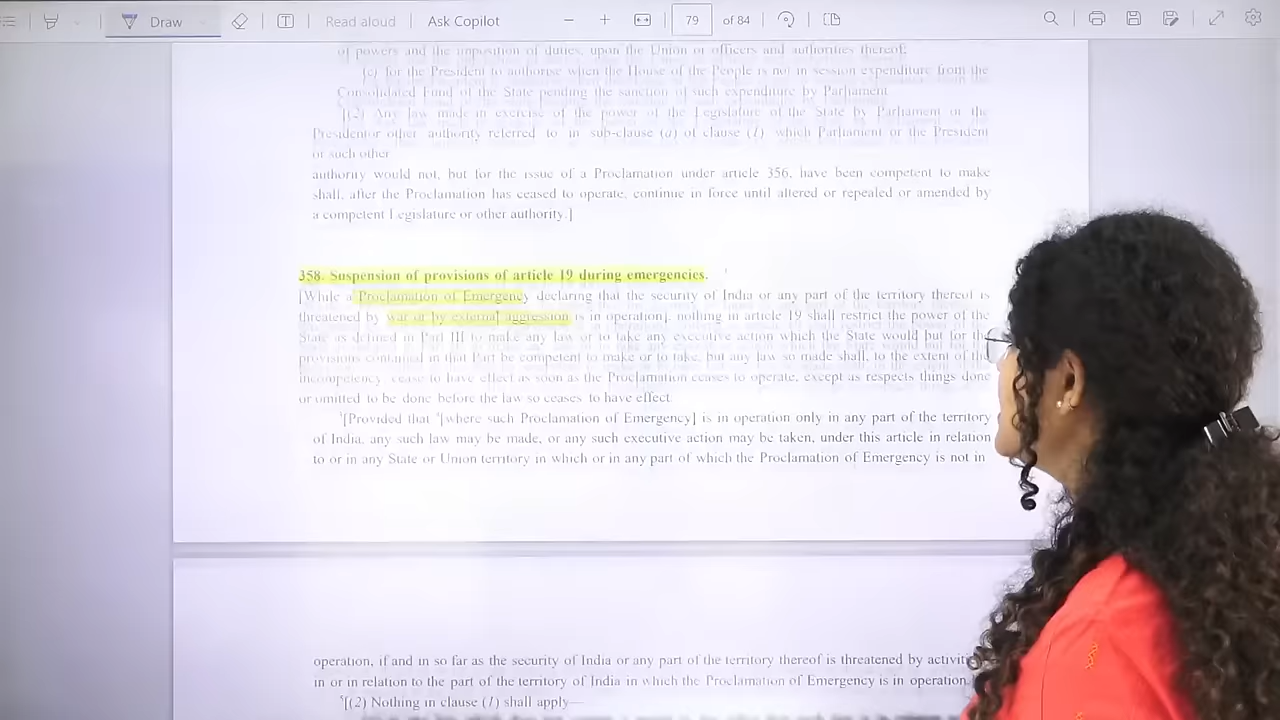 Draw
Read aloud
Ask Copilot
79 of 84
of powers and the imposition of duties, upon the Union or officers and authorities thereof;
(c) for the President to authorise when the House of the People is not in session expenditure from the
Consolidated Fund of the State pending the sanction of such expenditure by Parliament
[(2) Any law made in exercise of the power of the Legislature of the State by Parliament or the
Presidentor other authority referred to in sub-clause (a) of clause (1) which Parliament or the President
or such other
authority would not, but for the issue of a Proclamation under article 356, have been competent to make
shall, after the Proclamation has ceased to operate, continue in force until altered or repealed or amended by
a competent Legislature or other authority.]
358. Suspension of provisions of article 19 during emergencies.
[While a Proclamation of Emergency declaring that the security of India or any part of the territory thereof is
threatened by war or by external aggression is in operation], nothing in article 19 shall restrict the power of the
State as defined in Part III to make any law or to take any executive action which the State would but for the
provisions contained in that Part be competent to make or to take, but any law so made shall, to the extent of the
incompetency, cease to have effect as soon as the Proclamation ceases to operate, except as respects things done
or omitted to be done before the law so ceases to have effect.
[Provided that [where such Proclamation of Emergency] is in operation only in any part of the territory
of India, any such law may be made, or any such executive action may be taken, under this article in relation
to or in any State or Union territory in which or in any part of which the Proclamation of Emergency is not in
operation, if and in so far as the security of India or any part of the territory thereof is threatened by
in or in relation to the part of the territory of India in which the Proclamation of Emergency is in operation.
[(2) Nothing in clause (1) shall apply—